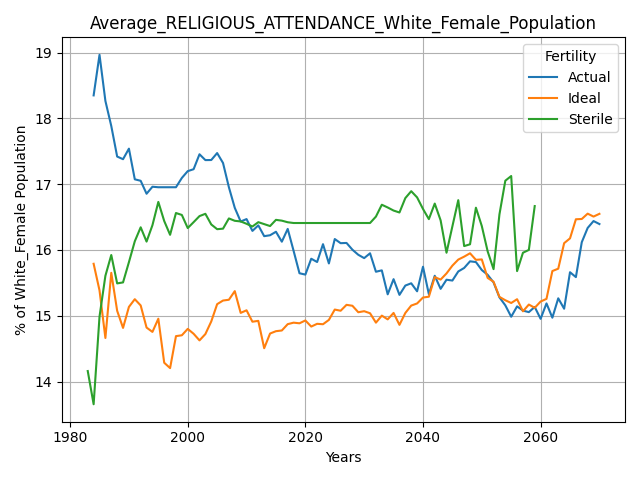 Average_RELIGIOUS_ATTENDANCE_White_Female_Population
Fertility
Actual
Ideal
Sterile
% of White_Female Population
19
18
17
16
15
14
1980
2000
2020
2040
2060
Years